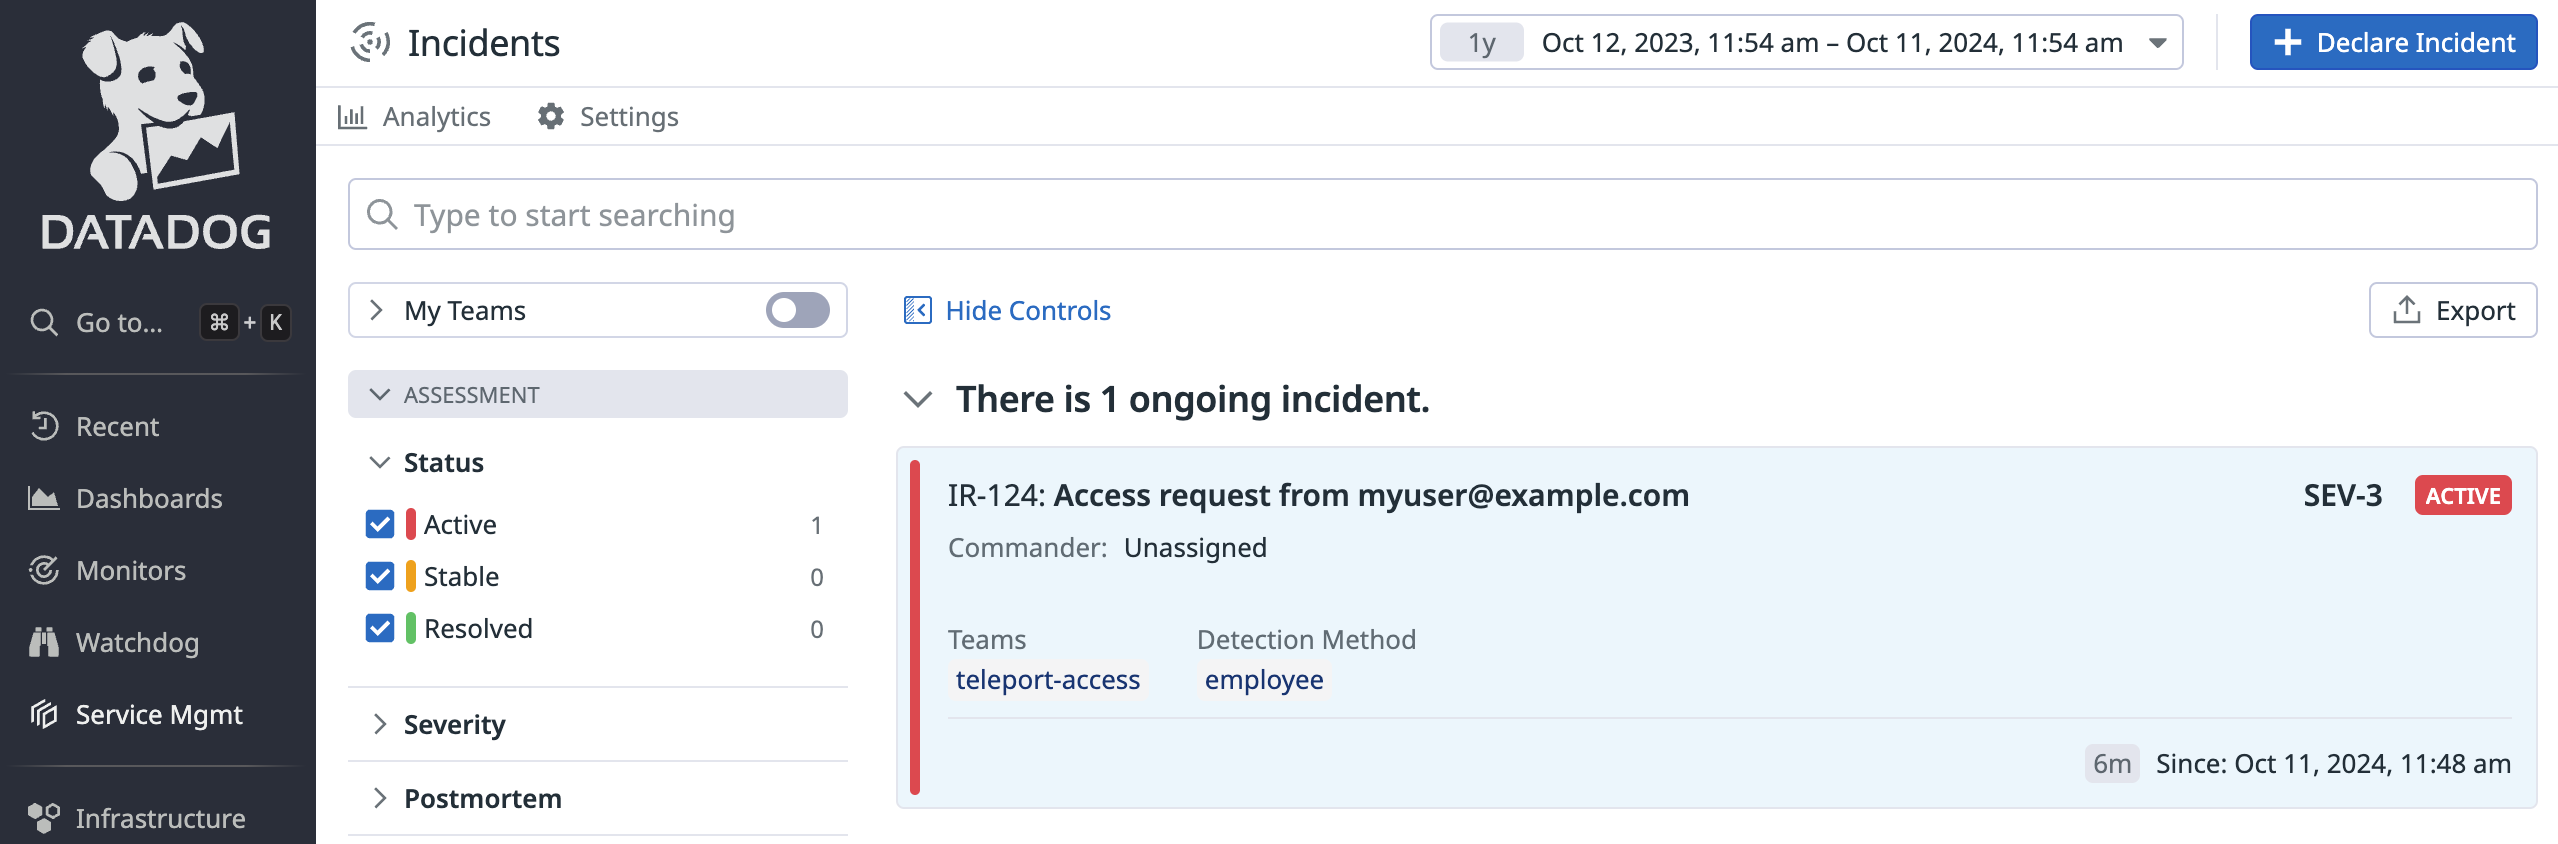 DATADOG
Go to... ⌘ + K
Recent
Dashboards
Monitors
Watchdog
Service Mgmt
Infrastructure
Incidents
1y Oct 12, 2023, 11:54 am – Oct 11, 2024, 11:54 am
Declare Incident
Analytics Settings
Type to start searching
My Teams
ASSESSMENT
Status
Active 1
Stable 0
Resolved 0
Severity
Postmortem
Hide Controls
Export
There is 1 ongoing incident.
IR-124: Access request from myuser@example.com SEV-3 ACTIVE
Commander: Unassigned
Teams Detection Method
teleport-access employee
6m Since: Oct 11, 2024, 11:48 am